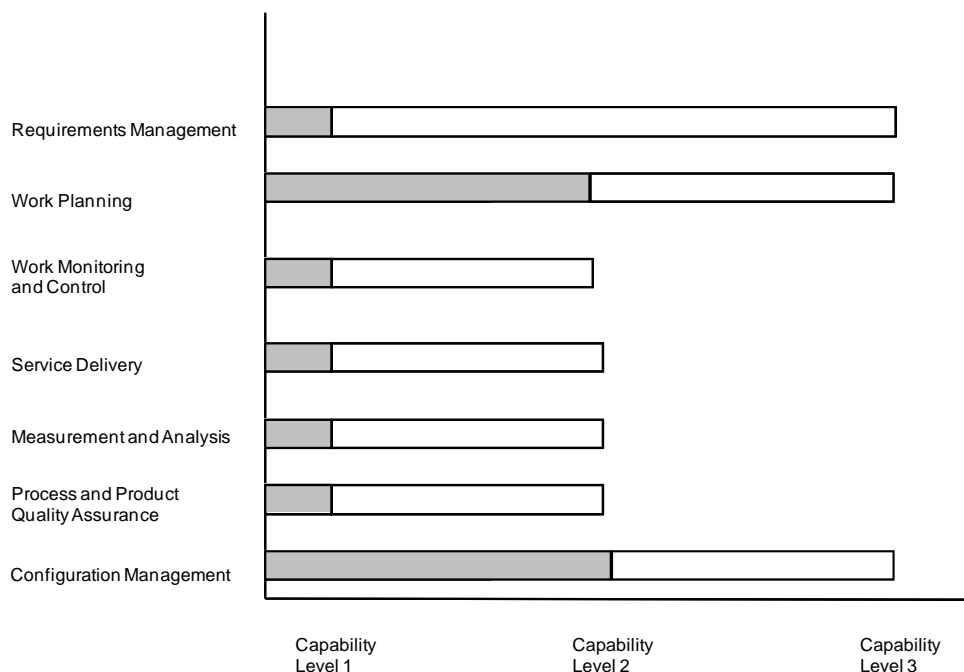 Requirements Management
Work Planning
Work Monitoring
and Control
Service Delivery
Measurement and Analysis
Process and Product
Quality Assurance
Configuration Management
Capability
Level 1
Capability
Level 2
Capability
Level 3